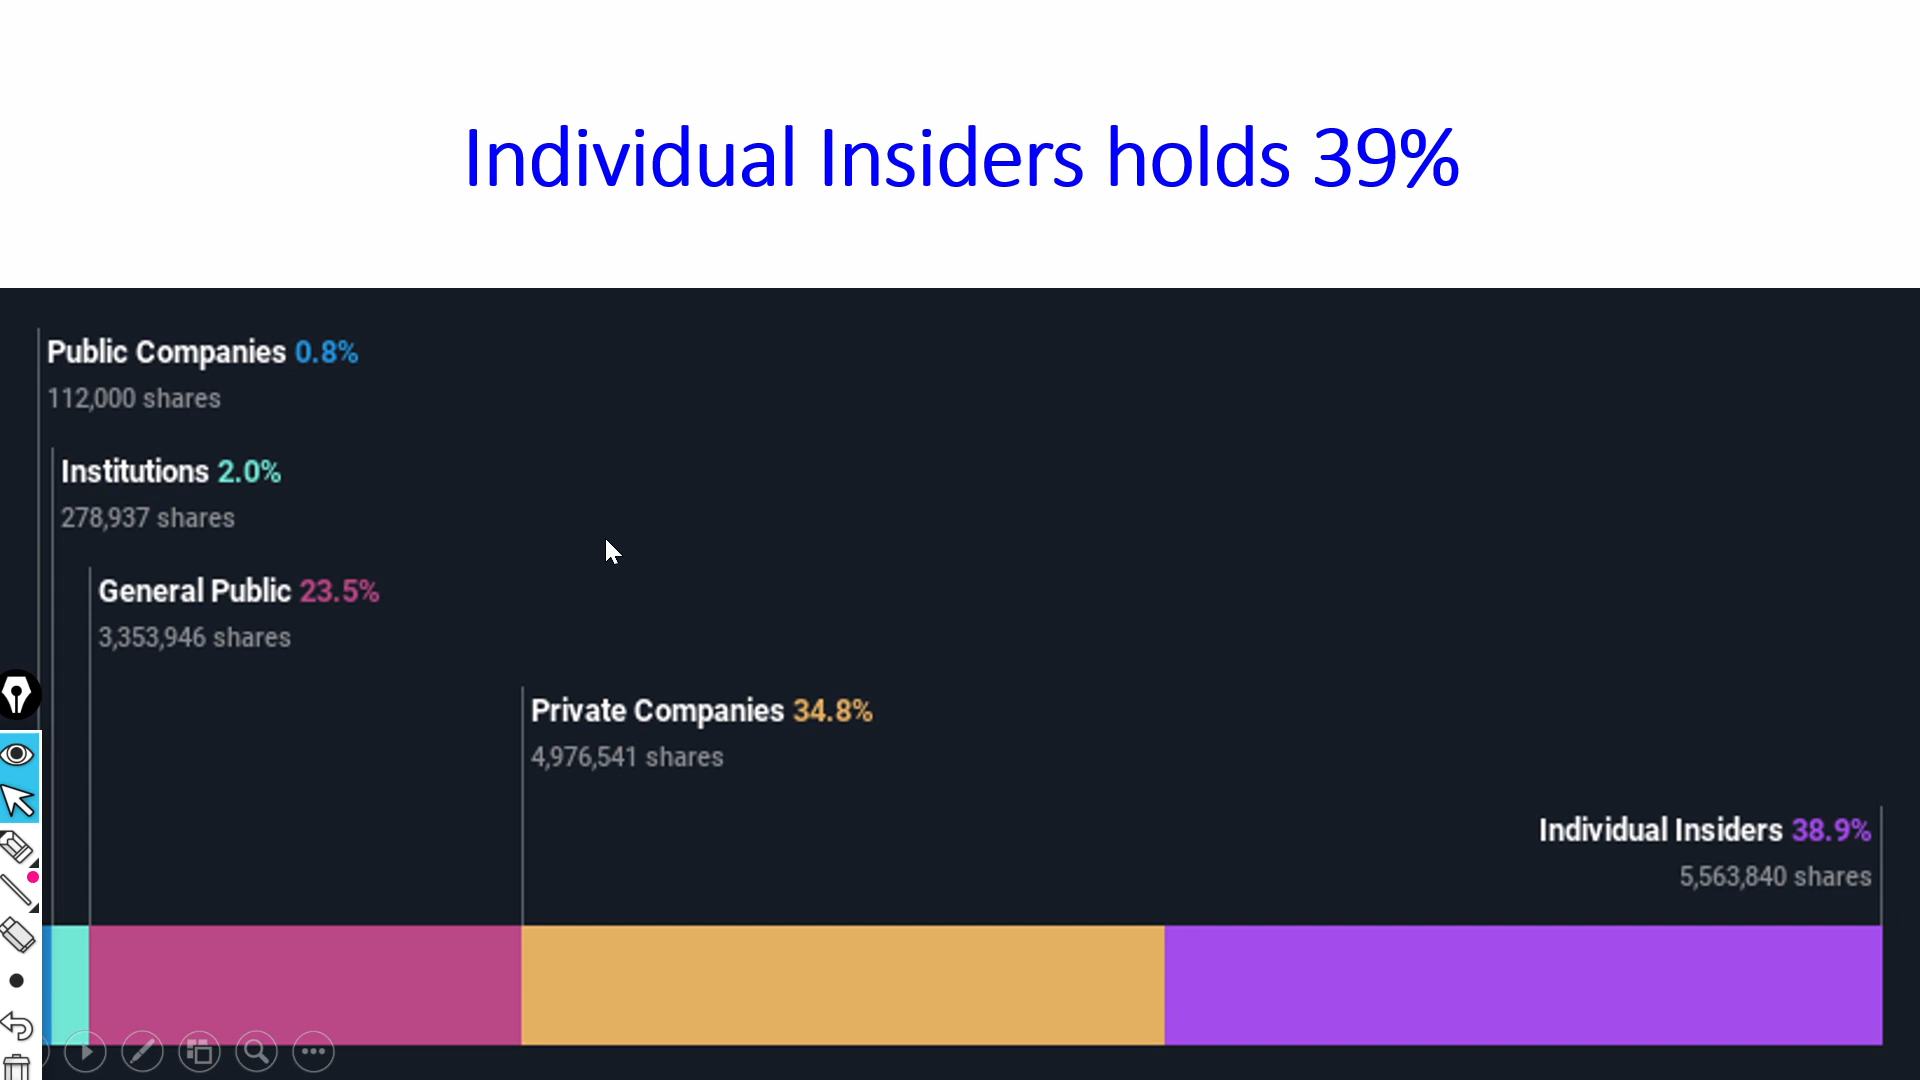 Individual Insiders holds 39%
Public Companies 0.8%
112,000 shares
Institutions 2.0%
278,937 shares
General Public 23.5%
3,353,946 shares
Private Companies 34.8%
4,976,541 shares
Individual Insiders 38.9%
5,563,840 shares